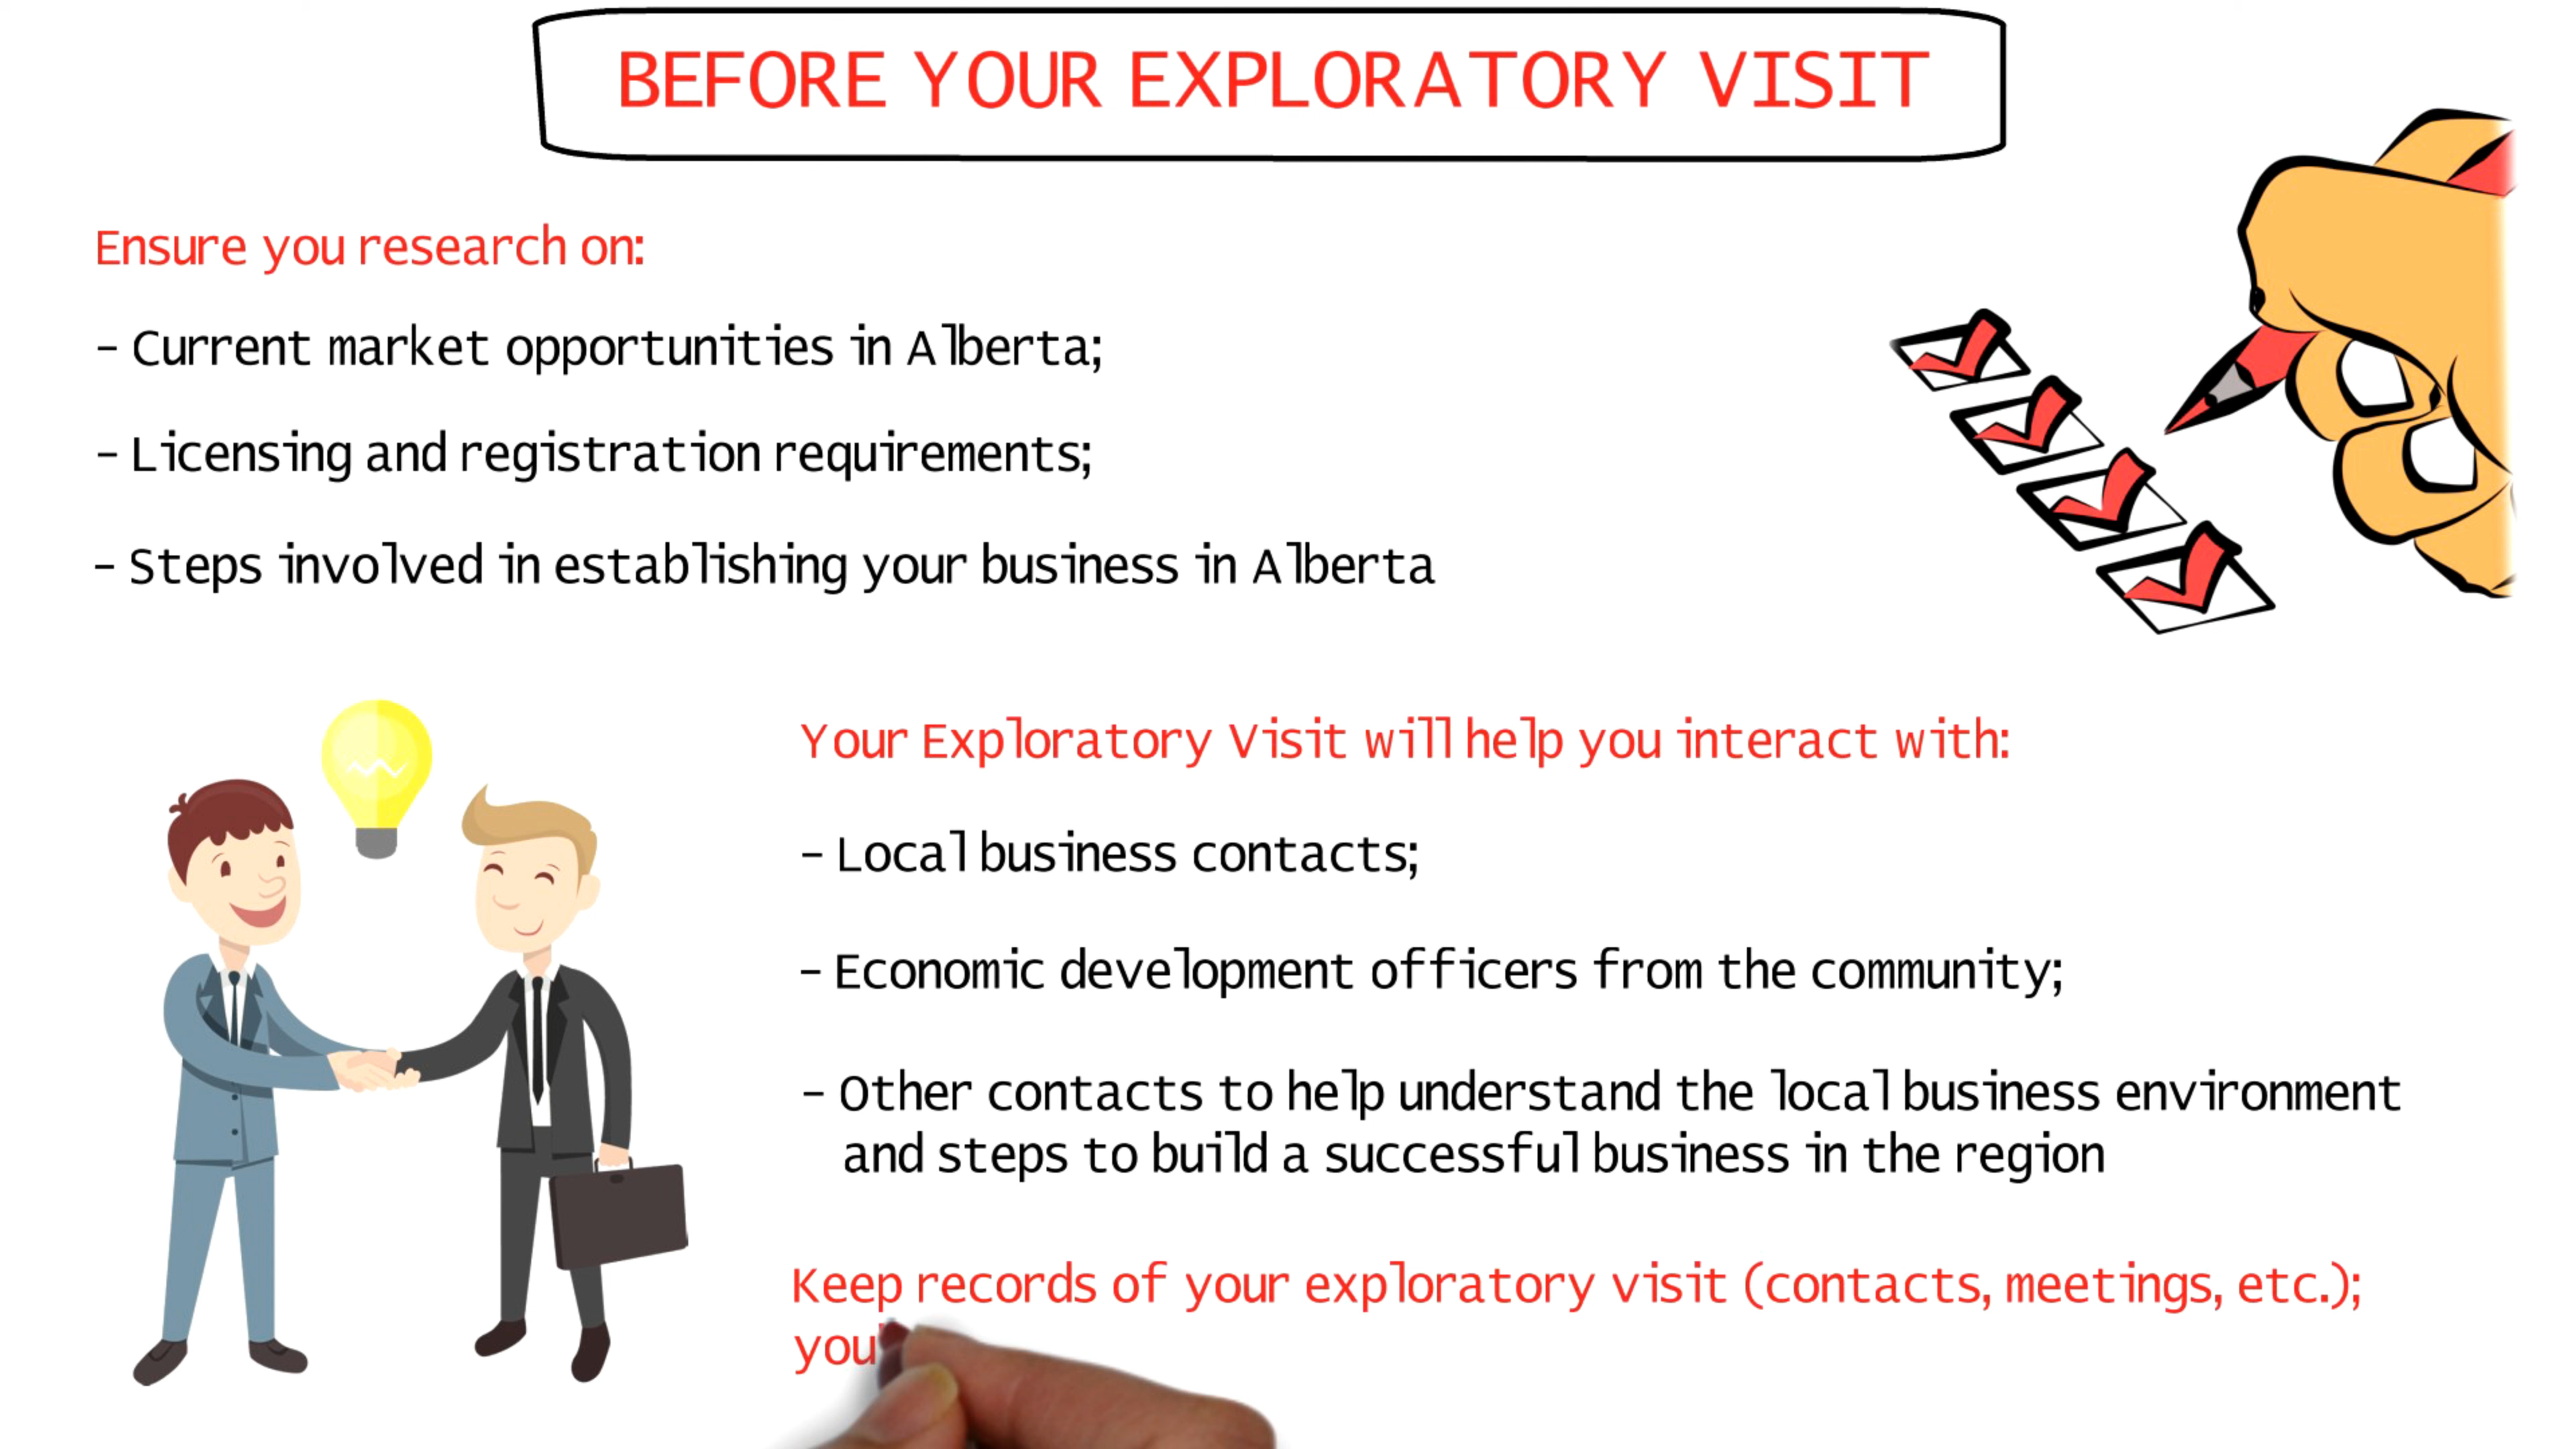 BEFORE YOUR EXPLORATORY VISIT
Ensure you research on:
- Current market opportunities in Alberta;
- Licensing and registration requirements;
- Steps involved in establishing your business in Alberta
Your Exploratory Visit will help you interact with:
- Local business contacts;
- Economic development officers from the community;
- Other contacts to help understand the local business environment
and steps to build a successful business in the region
Keep records of your exploratory visit (contacts, meetings, etc.);
you